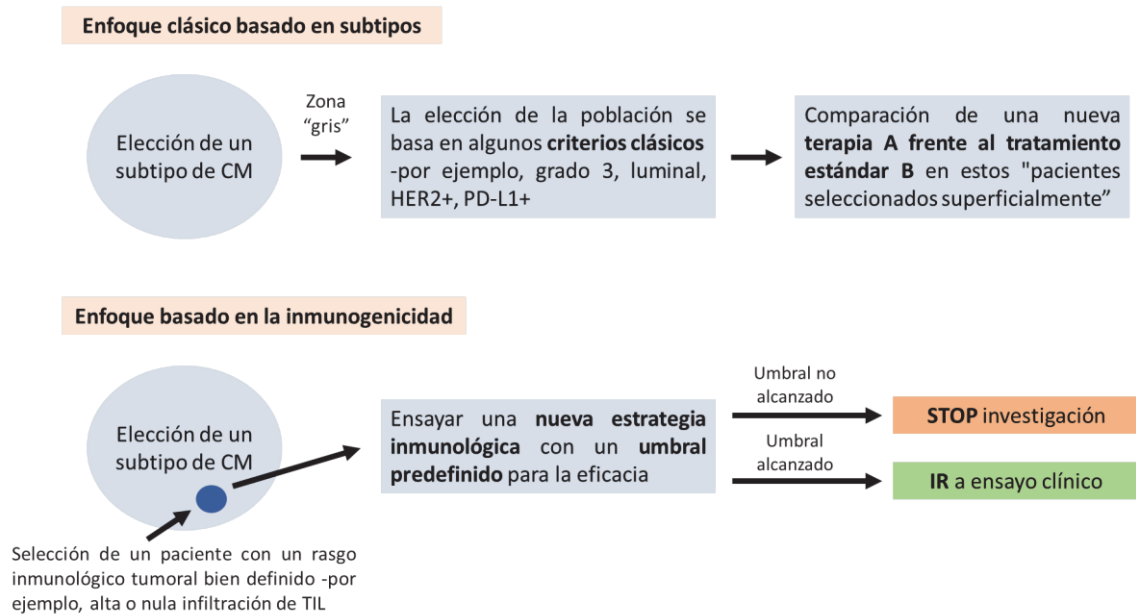 Enfoque clásico basado en subtipos
Elección de un
subtipo de CM
Zona
“gris”
La elección de la población se
basa en algunos criterios clásicos
-por ejemplo, grado 3, luminal,
HER2+, PD-L1+
Comparación de una nueva
terapia A frente al tratamiento
estándar B en estos "pacientes
seleccionados superficialmente”
Enfoque basado en la inmunogenicidad
Elección de un
subtipo de CM
Selección de un paciente con un rasgo
inmunológico tumoral bien definido -por
ejemplo, alta o nula infiltración de TIL
Ensayar una nueva estrategia
inmunológica con un umbral
predefinido para la eficacia
Umbral no
alcanzado
STOP investigación
Umbral
alcanzado
IR a ensayo clínico